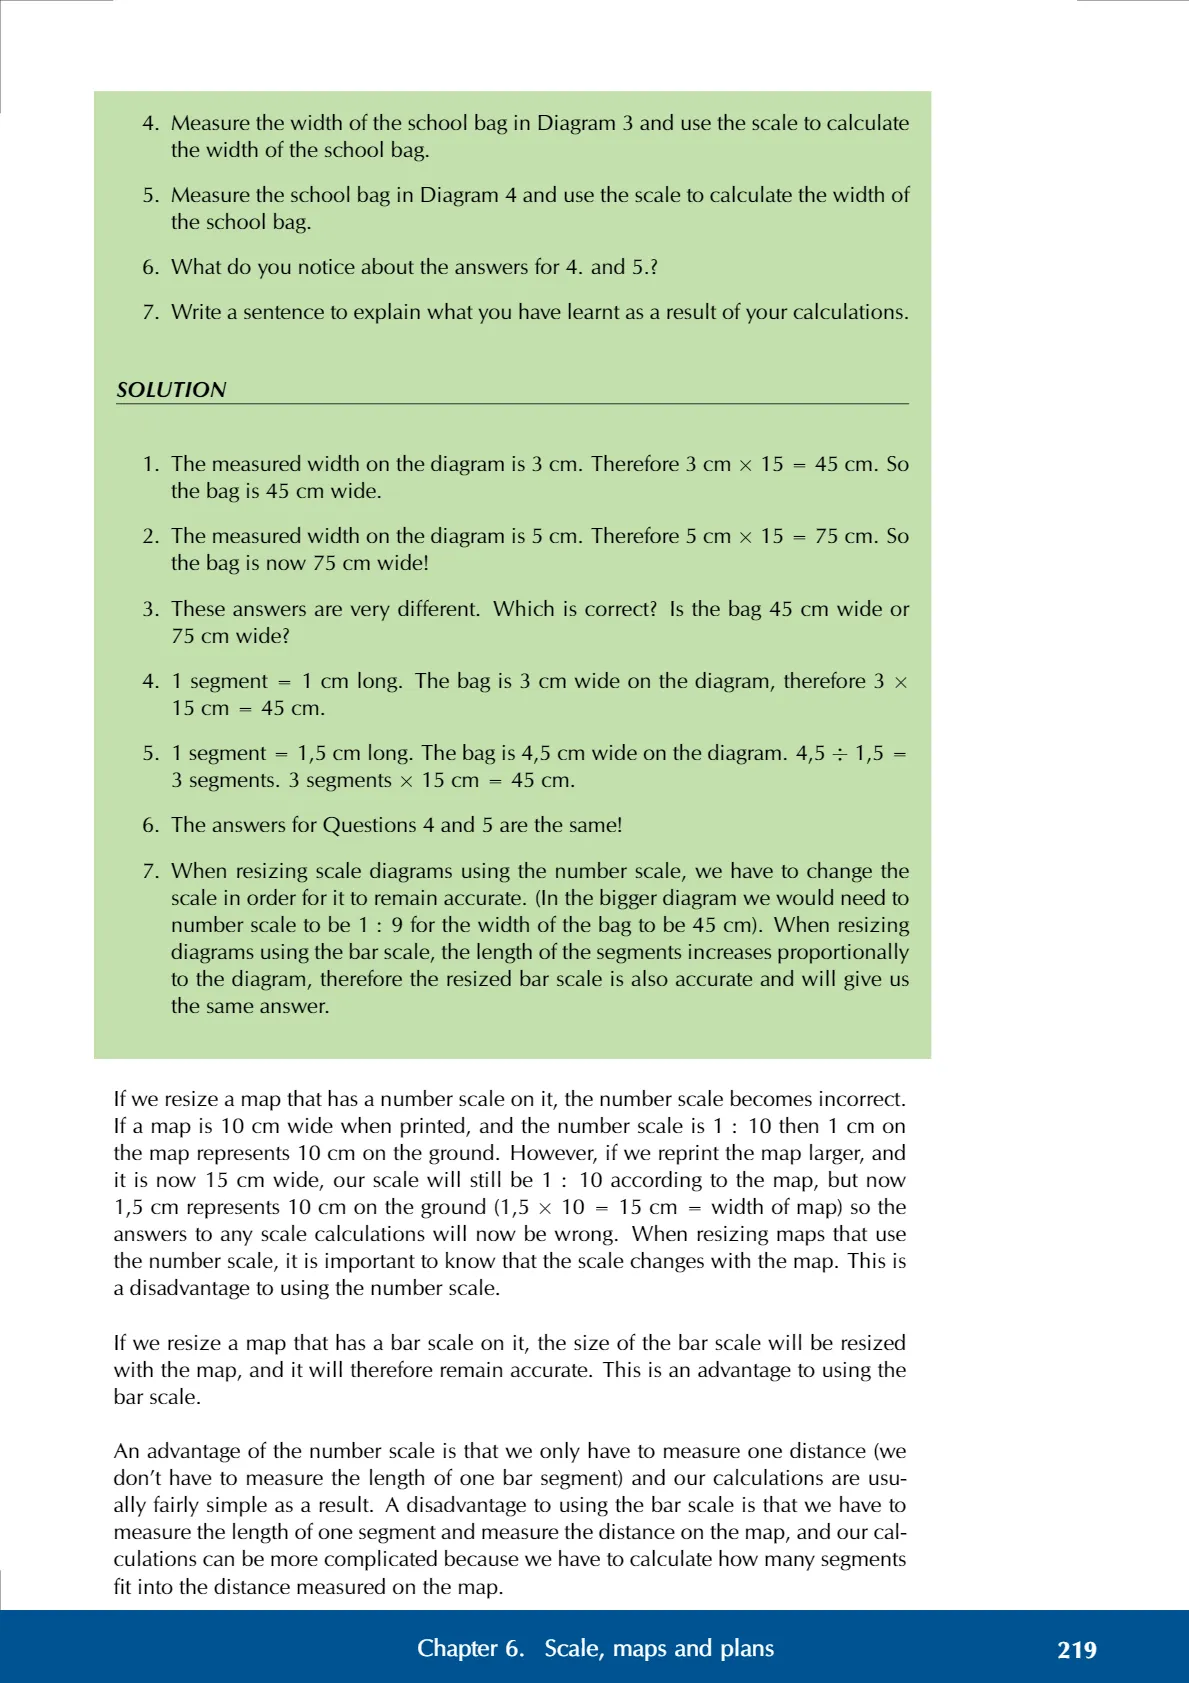 4. Measure the width of the school bag in Diagram 3 and use the scale to calculate
the width of the school bag.
5. Measure the school bag in Diagram 4 and use the scale to calculate the width of
the school bag.
6. What do you notice about the answers for 4. and 5.?
7. Write a sentence to explain what you have learnt as a result of your calculations.
SOLUTION
1. The measured width on the diagram is 3 cm. Therefore 3 cm × 15 = 45 cm. So
the bag is 45 cm wide.
2. The measured width on the diagram is 5 cm. Therefore 5 cm × 15 = 75 cm. So
the bag is now 75 cm wide!
3. These answers are very different. Which is correct? Is the bag 45 cm wide or
75 cm wide?
4. 1 segment = 1 cm long. The bag is 3 cm wide on the diagram, therefore 3 ×
15 cm = 45 cm.
5. 1 segment = 1,5 cm long. The bag is 4,5 cm wide on the diagram. 4,5 ÷ 1,5 =
3 segments. 3 segments × 15 cm = 45 cm.
6. The answers for Questions 4 and 5 are the same!
7. When resizing scale diagrams using the number scale, we have to change the
scale in order for it to remain accurate. (In the bigger diagram we would need to
number scale to be 1 : 9 for the width of the bag to be 45 cm). When resizing
diagrams using the bar scale, the length of the segments increases proportionally
to the diagram, therefore the resized bar scale is also accurate and will give us
the same answer.
If we resize a map that has a number scale on it, the number scale becomes incorrect.
If a map is 10 cm wide when printed, and the number scale is 1 : 10 then 1 cm on
the map represents 10 cm on the ground. However, if we reprint the map larger, and
it is now 15 cm wide, our scale will still be 1 : 10 according to the map, but now
1,5 cm represents 10 cm on the ground (1,5 × 10 = 15 cm = width of map) so the
answers to any scale calculations will now be wrong. When resizing maps that use
the number scale, it is important to know that the scale changes with the map. This is
a disadvantage to using the number scale.
If we resize a map that has a bar scale on it, the size of the bar scale will be resized
with the map, and it will therefore remain accurate. This is an advantage to using the
bar scale.
An advantage of the number scale is that we only have to measure one distance (we
don't have to measure the length of one bar segment) and our calculations are usu-
ally fairly simple as a result. A disadvantage to using the bar scale is that we have to
measure the length of one segment and measure the distance on the map, and our cal-
culations can be more complicated because we have to calculate how many segments
fit into the distance measured on the map.
Chapter 6. Scale, maps and plans 219